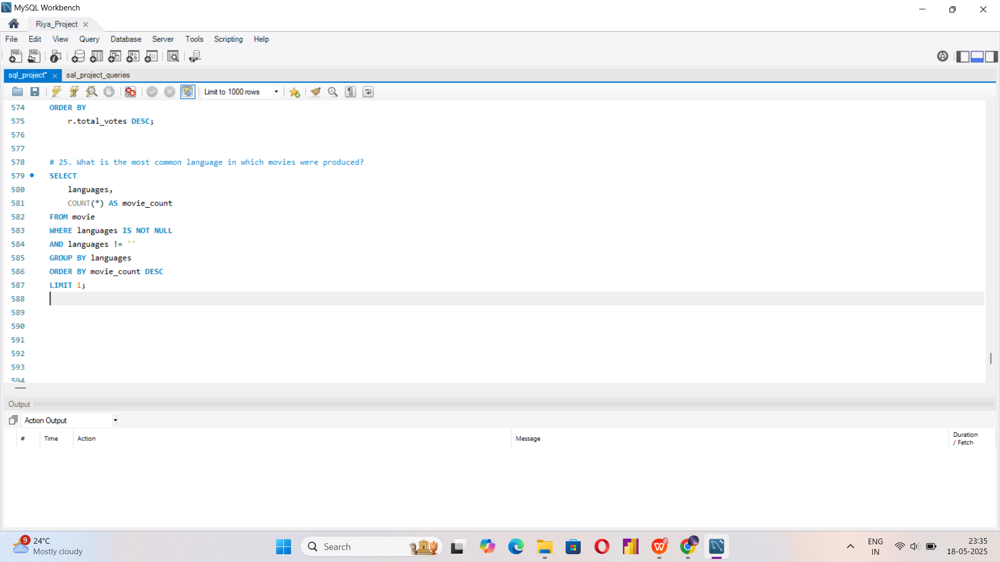 MySQL Workbench
Riya_Project
File Edit View Query Database Server Tools Scripting Help
sql_project* sal_project_queries
Limit to 1000 rows
574 ORDER BY
575 r.total_votes DESC;
576
577
578 # 25. What is the most common language in which movies were produced?
579 SELECT
580 languages,
581 COUNT(*) AS movie_count
582 FROM movie
583 WHERE languages IS NOT NULL
584 AND languages != ''
585 GROUP BY languages
586 ORDER BY movie_count DESC
587 LIMIT 1;
588
589
590
591
592
593
594
Output
Action Output
# Time Action Message Duration / Fetch
9 24°C
Mostly cloudy
Search
ENG
IN
23:35
18-05-2025